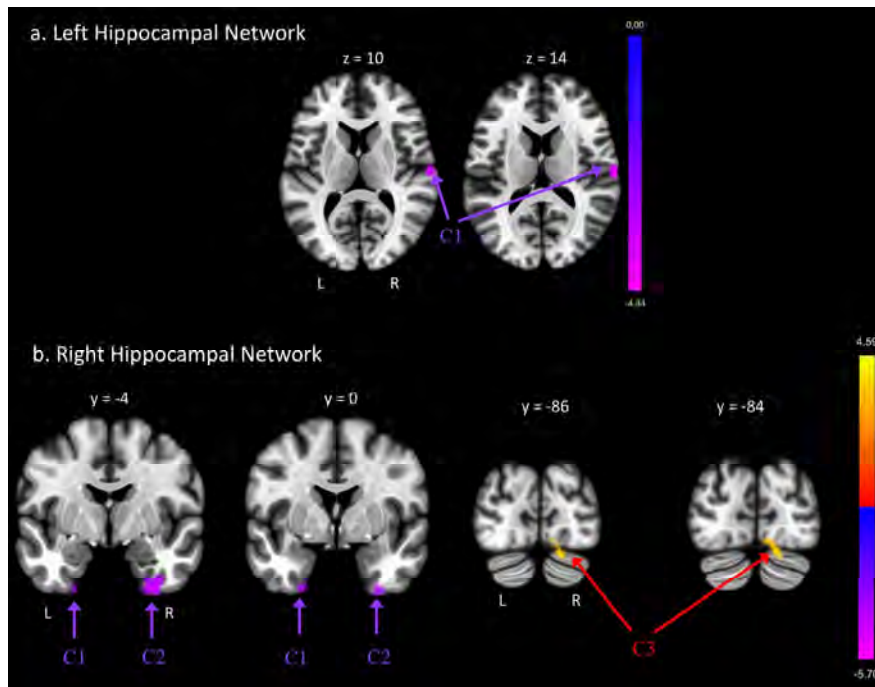 a. Left Hippocampal Network
0,00
z = 10
z = 14
C1
L
R
-4.84
b. Right Hippocampal Network
4.59
y = -4
y = 0
y = -86
y = -84
L
R
L
R
C1
C2
C1
C2
C3
-5.70